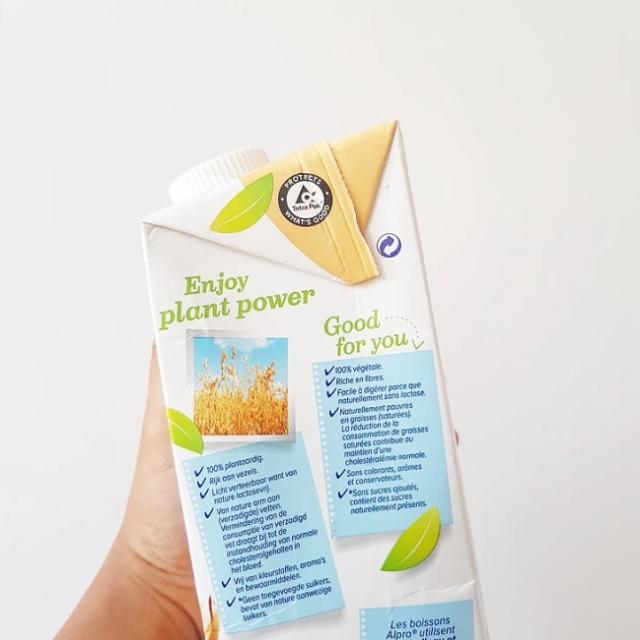 PROTECTS
Tetra Pak
WHAT'S GOOD
Enjoy
plant power
Good
for you
100% végétale.
Riche en fibres.
Facile à digérer parce que
naturellement sans lactose.
Naturellement pauvres
en graisses (saturées).
La réduction de la
consommation de graisses
saturées contribue au
maintien d'une
cholestérolémie normale.
Sans colorants, arômes
et conservateurs.
*Sans sucres ajoutés,
contient des sucres
naturellement présents.
100% plantaardig.
Rijk aan vezels.
Licht verteerbaar want van
nature lactosevrij.
Van nature arm aan
(verzadigde) vetten.
Vermindering van de
consumptie van verzadigd
vet draagt bij tot de
instandhouding van normale
cholesterolgehalten in
het bloed.
Vrij van kleurstoffen, aroma's
en bewaarmiddelen.
*Geen toegevoegde suikers,
bevat van nature aanwezige
suikers.
Les boissons
Alpro® utilisent